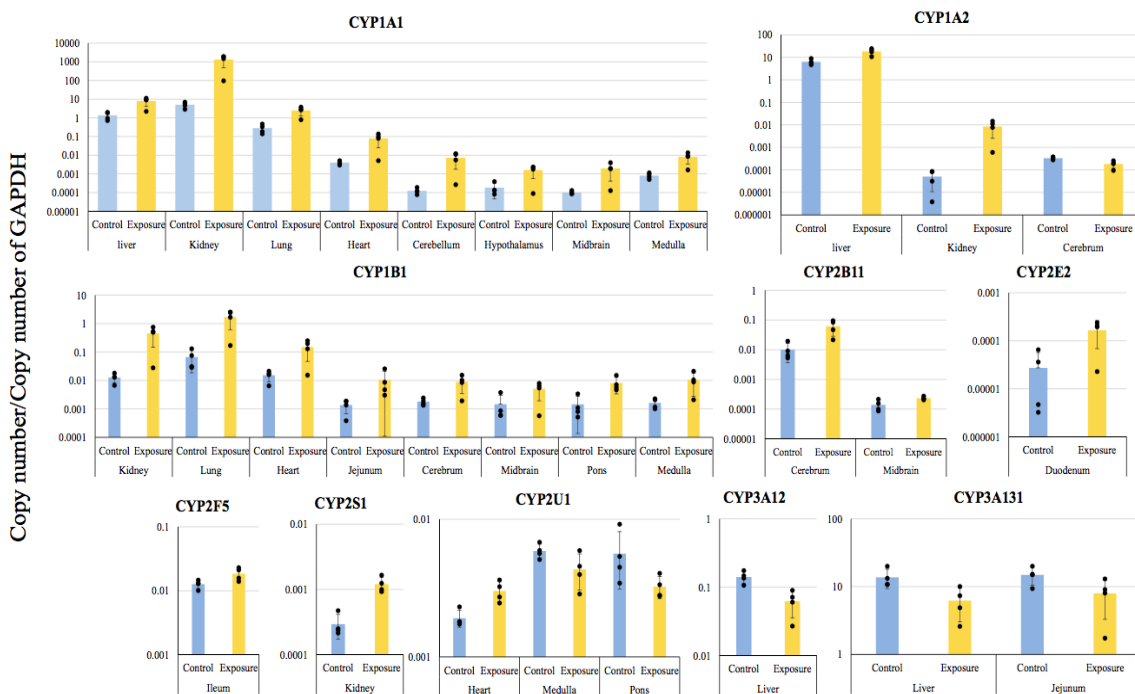 Copy number/Copy number of GAPDH
CYP1A1
10000
1000
100
10
1
0.1
0.01
0.001
0.0001
0.00001
Control Exposure Control Exposure Control Exposure Control Exposure Control Exposure Control Exposure Control Exposure Control Exposure
liver Kidney Lung Heart Cerebellum Hypothalamus Midbrain Medulla
CYP1A2
100
10
1
0.1
0.01
0.001
0.0001
0.00001
0.000001
Control Exposure Control Exposure Control Exposure
liver Kidney Cerebrum
CYP1B1
10
1
0.1
0.01
0.001
0.0001
Control Exposure Control Exposure Control Exposure Control Exposure Control Exposure Control Exposure Control Exposure Control Exposure
Kidney Lung Heart Jejunum Cerebrum Midbrain Pons Medulla
CYP2B11
1
0.1
0.01
0.001
0.0001
0.00001
Control Exposure Control Exposure
Cerebrum Midbrain
CYP2E2
0.001
0.0001
0.00001
0.000001
Control Exposure
Duodenum
CYP2F5
0.1
0.01
0.001
Control Exposure
Ileum
CYP2S1
0.01
0.001
0.0001
Control Exposure
Kidney
CYP2U1
0.01
0.001
Control Exposure Control Exposure Control Exposure
Heart Medulla Pons
CYP3A12
1
0.1
0.01
Control Exposure
Liver
CYP3A131
100
10
1
Control Exposure Control Exposure
Liver Jejunum